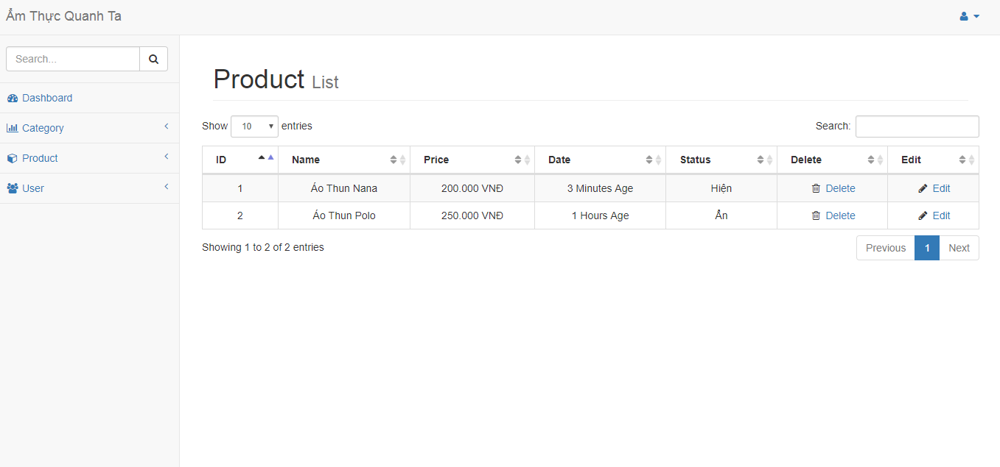 Ẩm Thực Quanh Ta
Search...
Dashboard
Category
Product
User
Product List
Show 10 entries
Search:
ID Name Price Date Status Delete Edit
1 Áo Thun Nana 200.000 VNĐ 3 Minutes Age Hiện Delete Edit
2 Áo Thun Polo 250.000 VNĐ 1 Hours Age Ẩn Delete Edit
Showing 1 to 2 of 2 entries
Previous 1 Next